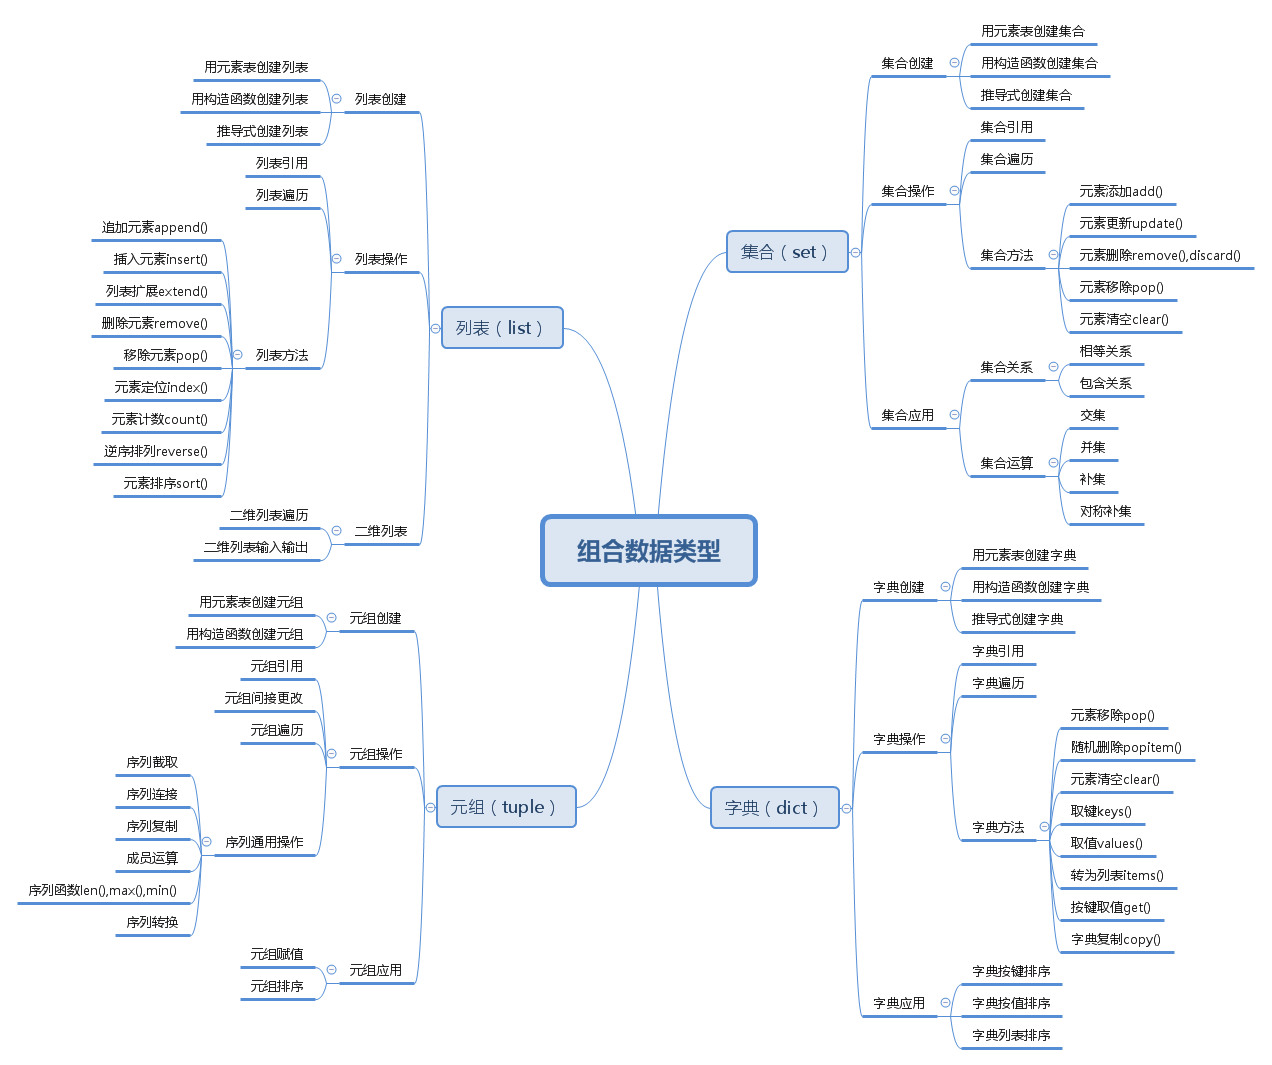 组合数据类型
列表（list）
列表创建
用元素表创建列表
用构造函数创建列表
推导式创建列表
列表操作
列表引用
列表遍历
列表方法
追加元素append()
插入元素insert()
列表扩展extend()
删除元素remove()
移除元素pop()
元素定位index()
元素计数count()
逆序排列reverse()
元素排序sort()
二维列表
二维列表遍历
二维列表输入输出
元组（tuple）
元组创建
用元素表创建元组
用构造函数创建元组
元组操作
元组引用
元组间接更改
元组遍历
序列通用操作
序列截取
序列连接
序列复制
成员运算
序列函数len(),max(),min()
序列转换
元组应用
元组赋值
元组排序
集合（set）
集合创建
用元素表创建集合
用构造函数创建集合
推导式创建集合
集合操作
集合引用
集合遍历
集合方法
元素添加add()
元素更新update()
元素删除remove(),discard()
元素移除pop()
元素清空clear()
集合应用
集合关系
相等关系
包含关系
集合运算
交集
并集
补集
对称补集
字典（dict）
字典创建
用元素表创建字典
用构造函数创建字典
推导式创建字典
字典操作
字典引用
字典遍历
字典方法
元素移除pop()
随机删除popitem()
元素清空clear()
取键keys()
取值values()
转为列表items()
按键取值get()
字典复制copy()
字典应用
字典按键排序
字典按值排序
字典列表排序